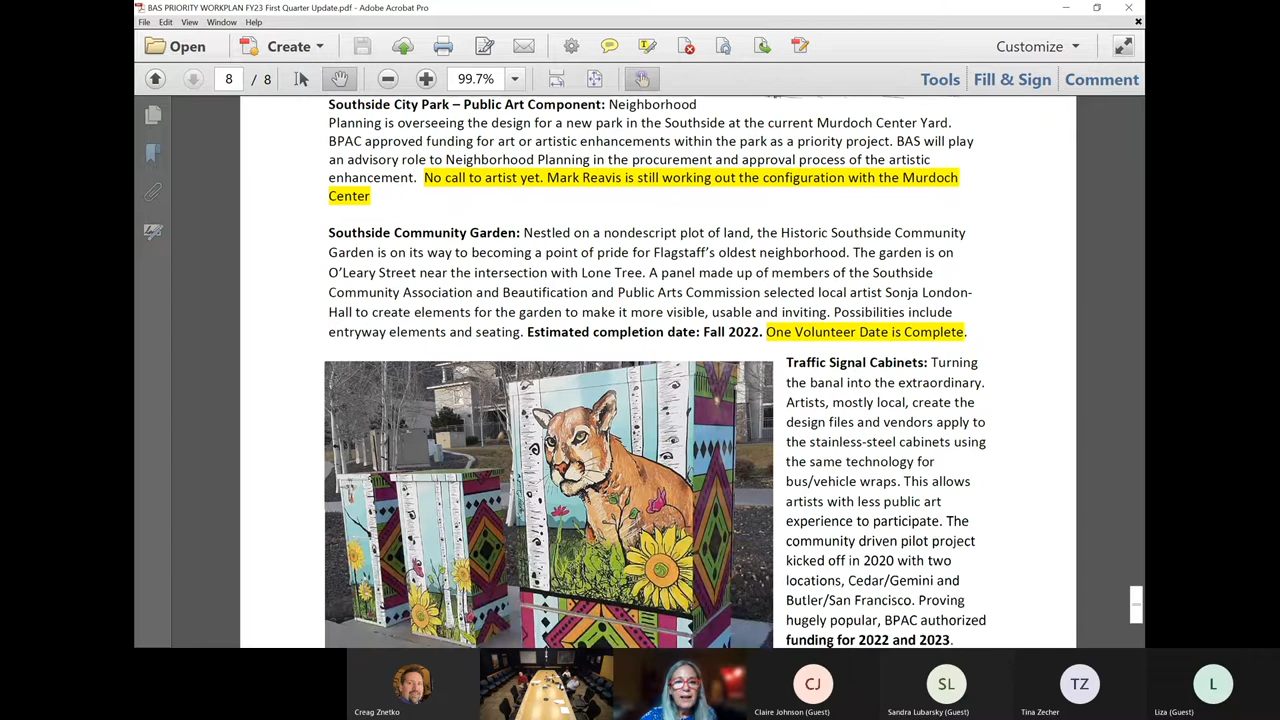 BAS PRIORITY WORKPLAN FY23 First Quarter Update.pdf - Adobe Acrobat Pro
File Edit View Window Help
Open Create Customize
8 / 8 99.7% Tools Fill & Sign Comment
Southside City Park – Public Art Component: Neighborhood
Planning is overseeing the design for a new park in the Southside at the current Murdoch Center Yard.
BPAC approved funding for art or artistic enhancements within the park as a priority project. BAS will play
an advisory role to Neighborhood Planning in the procurement and approval process of the artistic
enhancement. No call to artist yet. Mark Reavis is still working out the configuration with the Murdoch
Center
Southside Community Garden: Nestled on a nondescript plot of land, the Historic Southside Community
Garden is on its way to becoming a point of pride for Flagstaff's oldest neighborhood. The garden is on
O'Leary Street near the intersection with Lone Tree. A panel made up of members of the Southside
Community Association and Beautification and Public Arts Commission selected local artist Sonja London-
Hall to create elements for the garden to make it more visible, usable and inviting. Possibilities include
entryway elements and seating. Estimated completion date: Fall 2022. One Volunteer Date is Complete.
Traffic Signal Cabinets: Turning
the banal into the extraordinary.
Artists, mostly local, create the
design files and vendors apply to
the stainless-steel cabinets using
the same technology for
bus/vehicle wraps. This allows
artists with less public art
experience to participate. The
community driven pilot project
kicked off in 2020 with two
locations, Cedar/Gemini and
Butler/San Francisco. Proving
hugely popular, BPAC authorized
funding for 2022 and 2023.
CJ SL TZ L
Creag Znetko Claire Johnson (Guest) Sandra Lubarsky (Guest) Tina Zecher Liza (Guest)